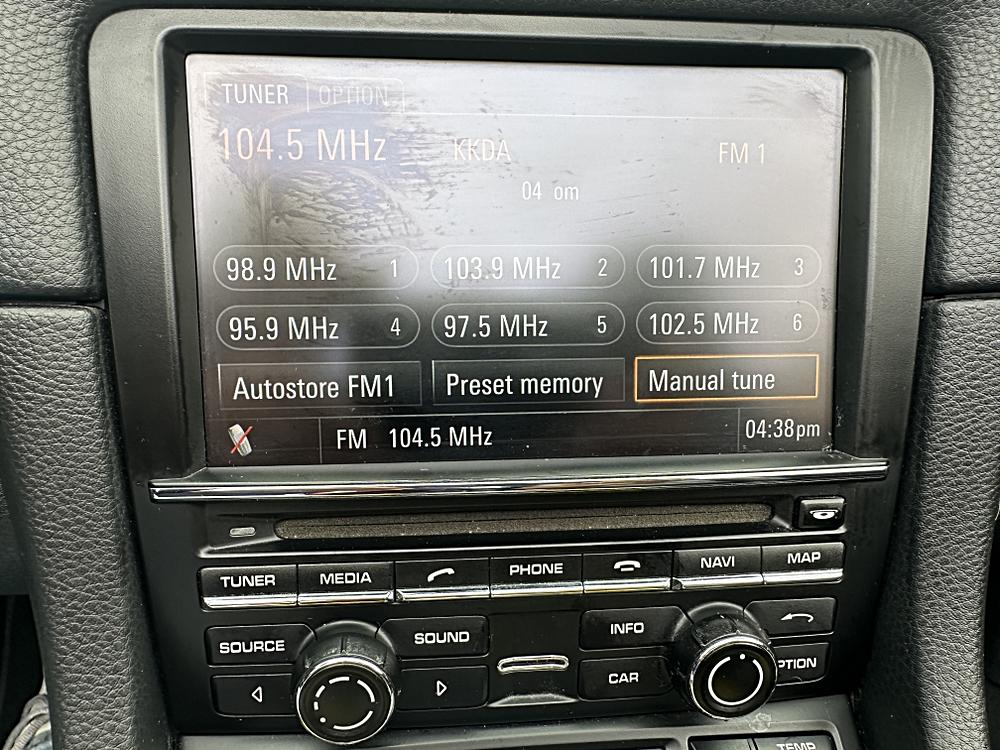 TUNER OPTION
104.5 MHz KKDA FM 1
04 om
98.9 MHz 1 103.9 MHz 2 101.7 MHz 3
95.9 MHz 4 97.5 MHz 5 102.5 MHz 6
Autostore FM1 Preset memory Manual tune
FM 104.5 MHz 04:38pm
TUNER MEDIA PHONE NAVI MAP
SOURCE SOUND INFO
CAR PTION
TEMP